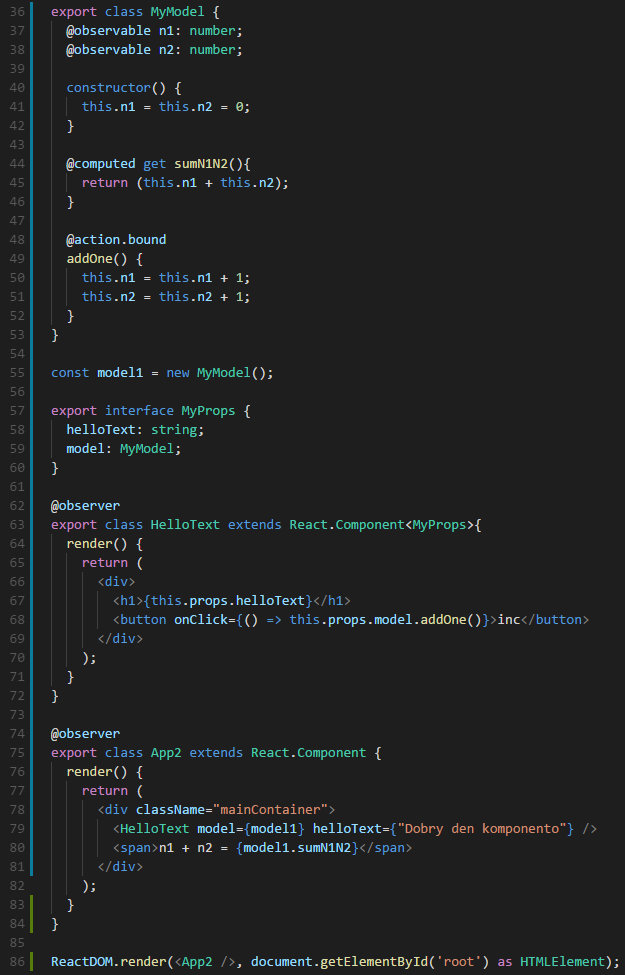 36 export class MyModel {
37   @observable n1: number;
38   @observable n2: number;
39
40   constructor() {
41     this.n1 = this.n2 = 0;
42   }
43
44   @computed get sumN1N2(){
45     return (this.n1 + this.n2);
46   }
47
48   @action.bound
49   addOne() {
50     this.n1 = this.n1 + 1;
51     this.n2 = this.n2 + 1;
52   }
53 }
54
55 const model1 = new MyModel();
56
57 export interface MyProps {
58   helloText: string;
59   model: MyModel;
60 }
61
62 @observer
63 export class HelloText extends React.Component<MyProps>{
64   render() {
65     return (
66       <div>
67         <h1>{this.props.helloText}</h1>
68         <button onClick={() => this.props.model.addOne()}>inc</button>
69       </div>
70     );
71   }
72 }
73
74 @observer
75 export class App2 extends React.Component {
76   render() {
77     return (
78       <div className="mainContainer">
79         <HelloText model={model1} helloText={"Dobry den komponento"} />
80         <span>n1 + n2 = {model1.sumN1N2}</span>
81       </div>
82     );
83   }
84 }
85
86 ReactDOM.render(<App2 />, document.getElementById('root') as HTMLElement);